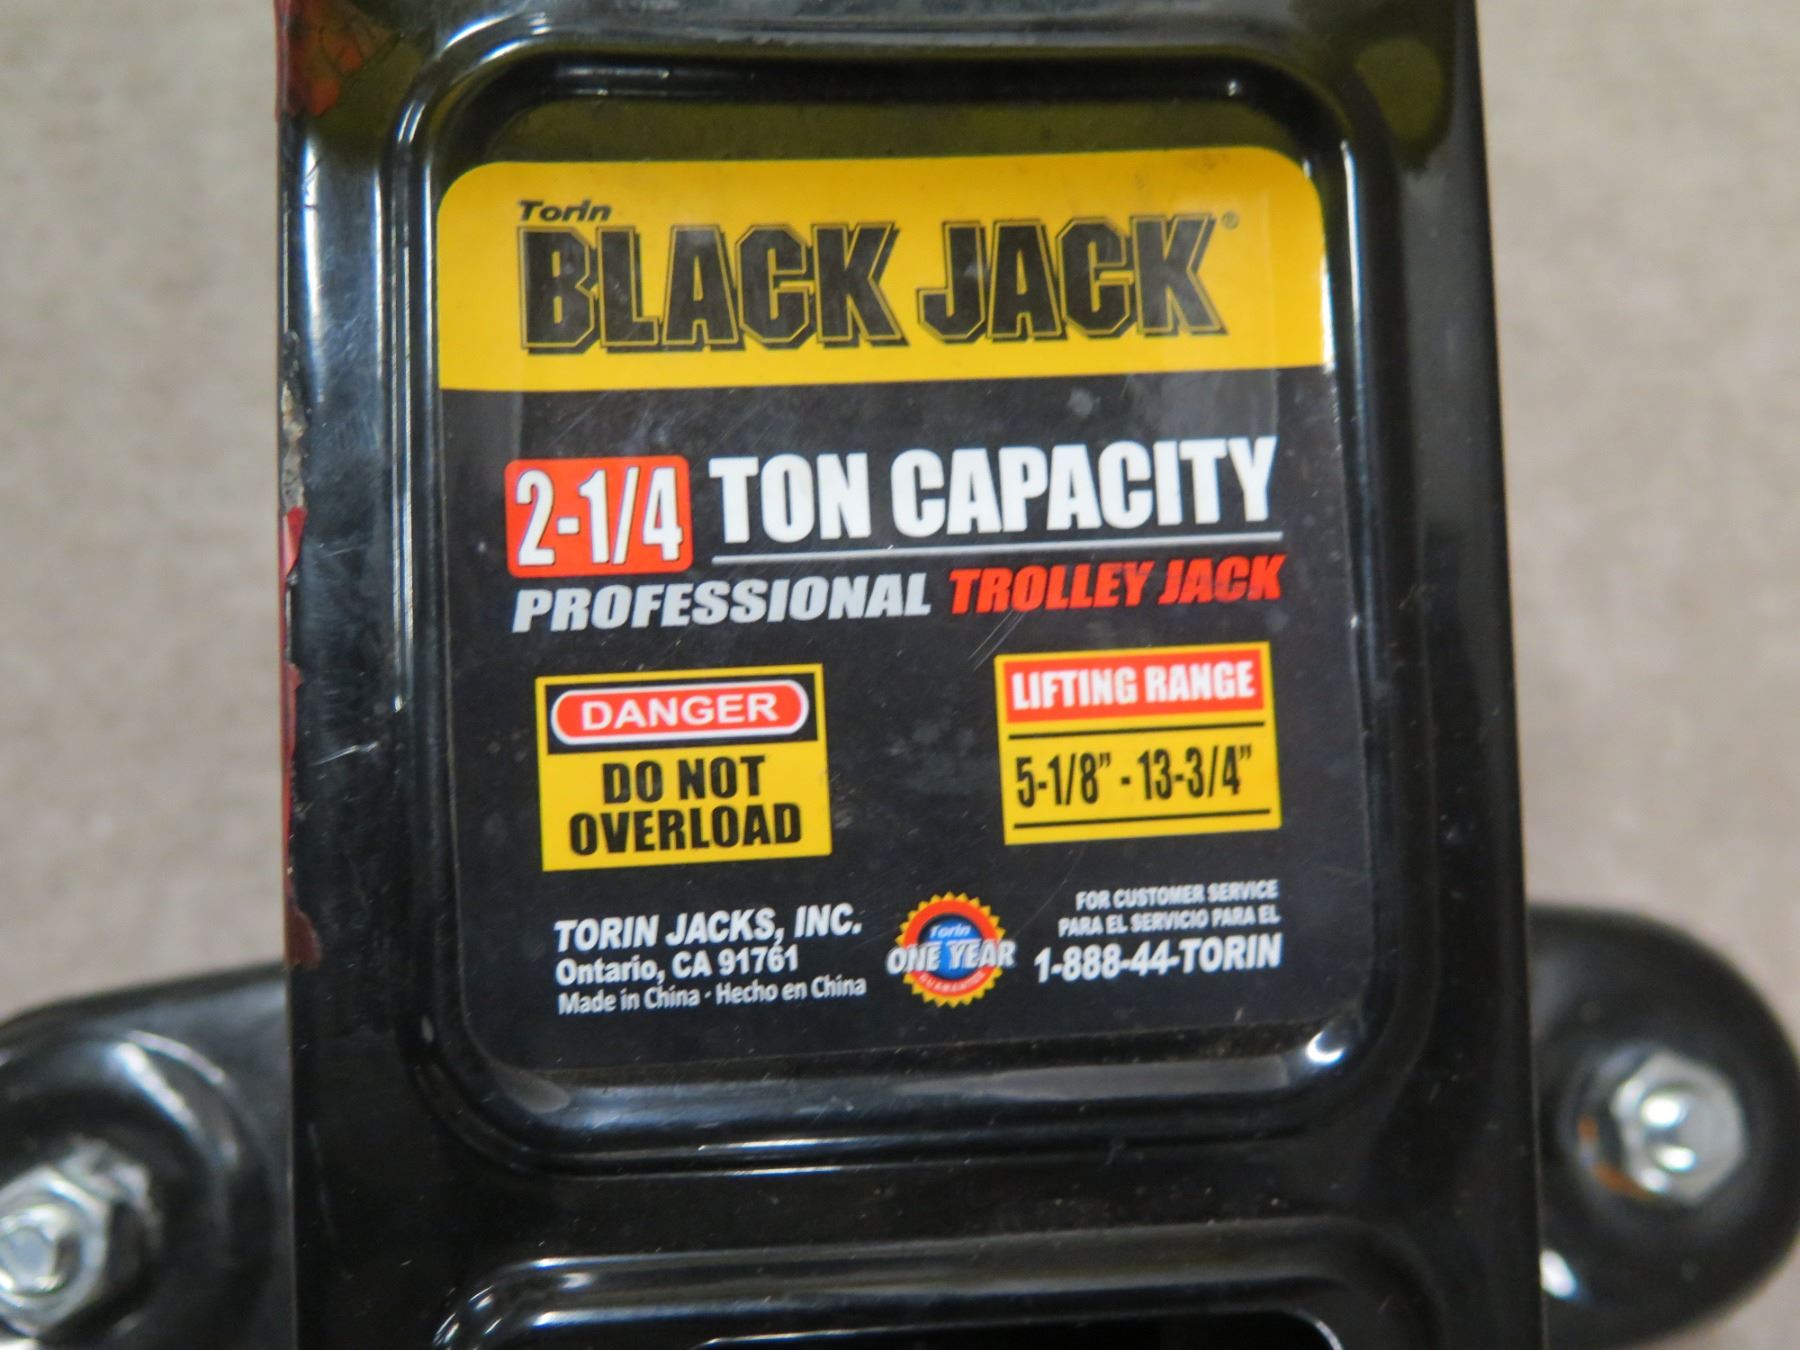 Torin
BLACK JACK®
2-1/4 TON CAPACITY
PROFESSIONAL TROLLEY JACK
DANGER
DO NOT
OVERLOAD
LIFTING RANGE
5-1/8" - 13-3/4"
TORIN JACKS, INC.
Ontario, CA 91761
Made in China · Hecho en China
Torin
ONE YEAR
GUARANTEE
FOR CUSTOMER SERVICE
PARA EL SERVICIO PARA EL
1-888-44-TORIN